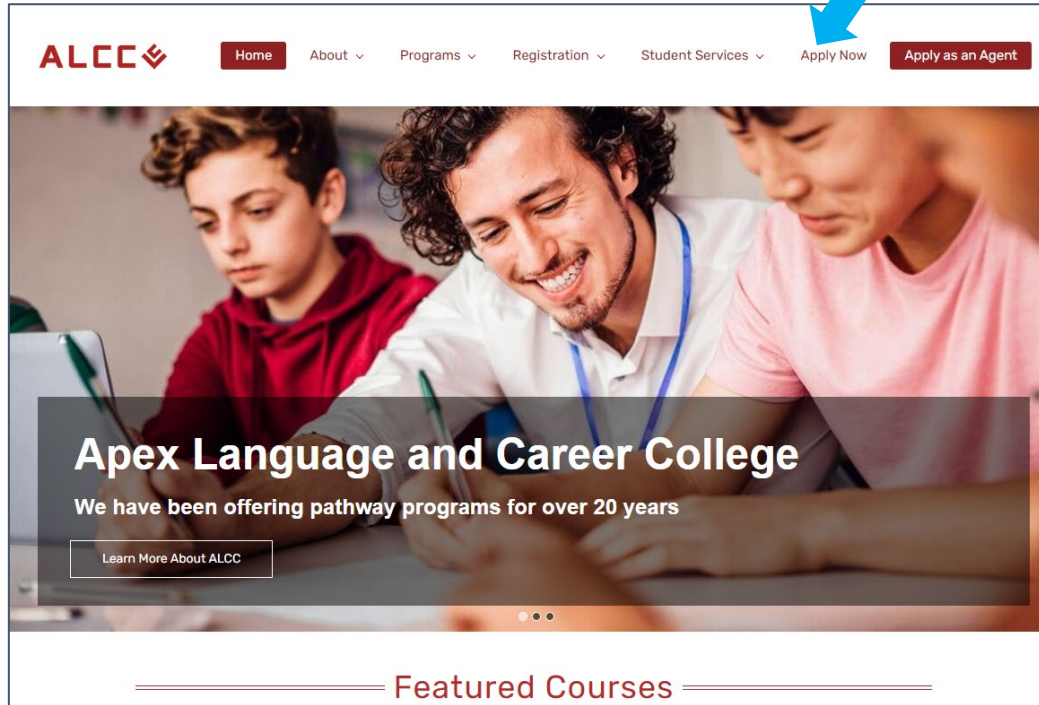 ALCC
Home About Programs Registration Student Services Apply Now Apply as an Agent
Apex Language and Career College
We have been offering pathway programs for over 20 years
Learn More About ALCC
Featured Courses